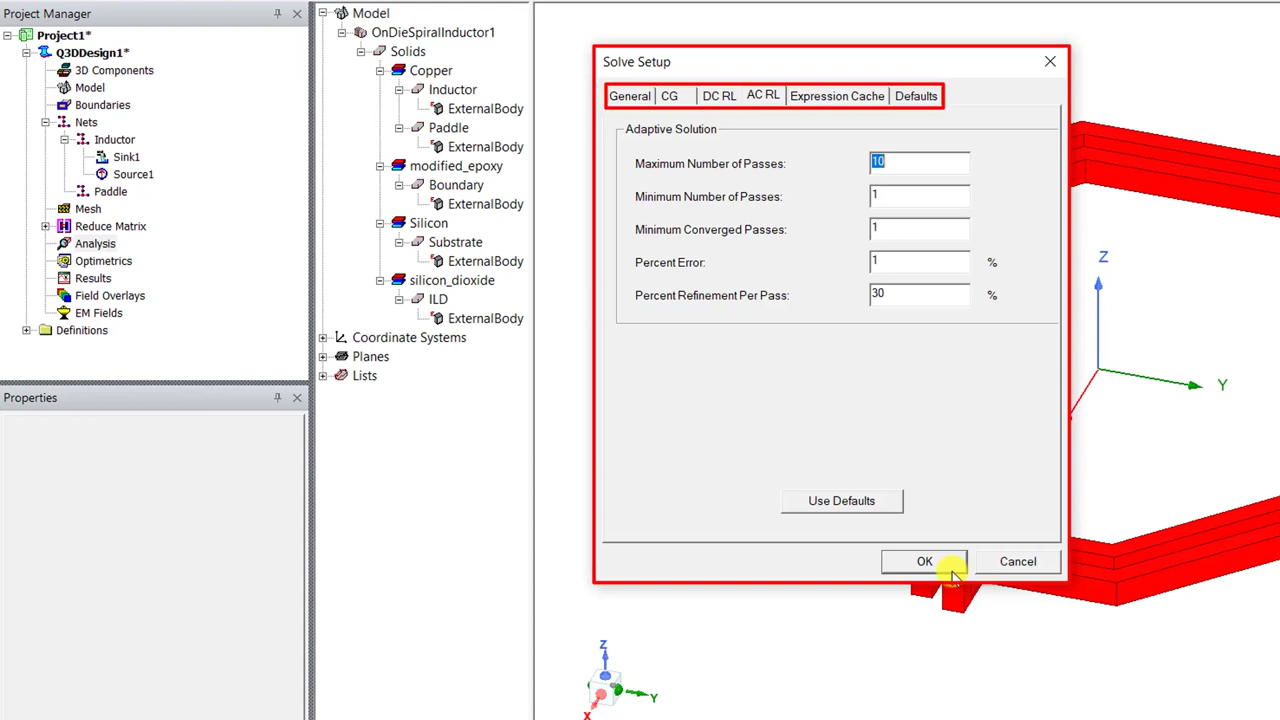 Project Manager
Project1*
Q3DDesign1*
3D Components
Model
Boundaries
Nets
Inductor
Sink1
Source1
Paddle
Mesh
Reduce Matrix
Analysis
Optimetrics
Results
Field Overlays
EM Fields
Definitions
Properties
Model
OnDieSpiralInductor1
Solids
Copper
Inductor
ExternalBody
Paddle
ExternalBody
modified_epoxy
Boundary
ExternalBody
Silicon
Substrate
ExternalBody
silicon_dioxide
ILD
ExternalBody
Coordinate Systems
Planes
Lists
Solve Setup
General CG DC RL AC RL Expression Cache Defaults
Adaptive Solution
Maximum Number of Passes: 10
Minimum Number of Passes: 1
Minimum Converged Passes: 1
Percent Error: 1 %
Percent Refinement Per Pass: 30 %
Use Defaults
OK Cancel
Z
Y
Z
Y
X